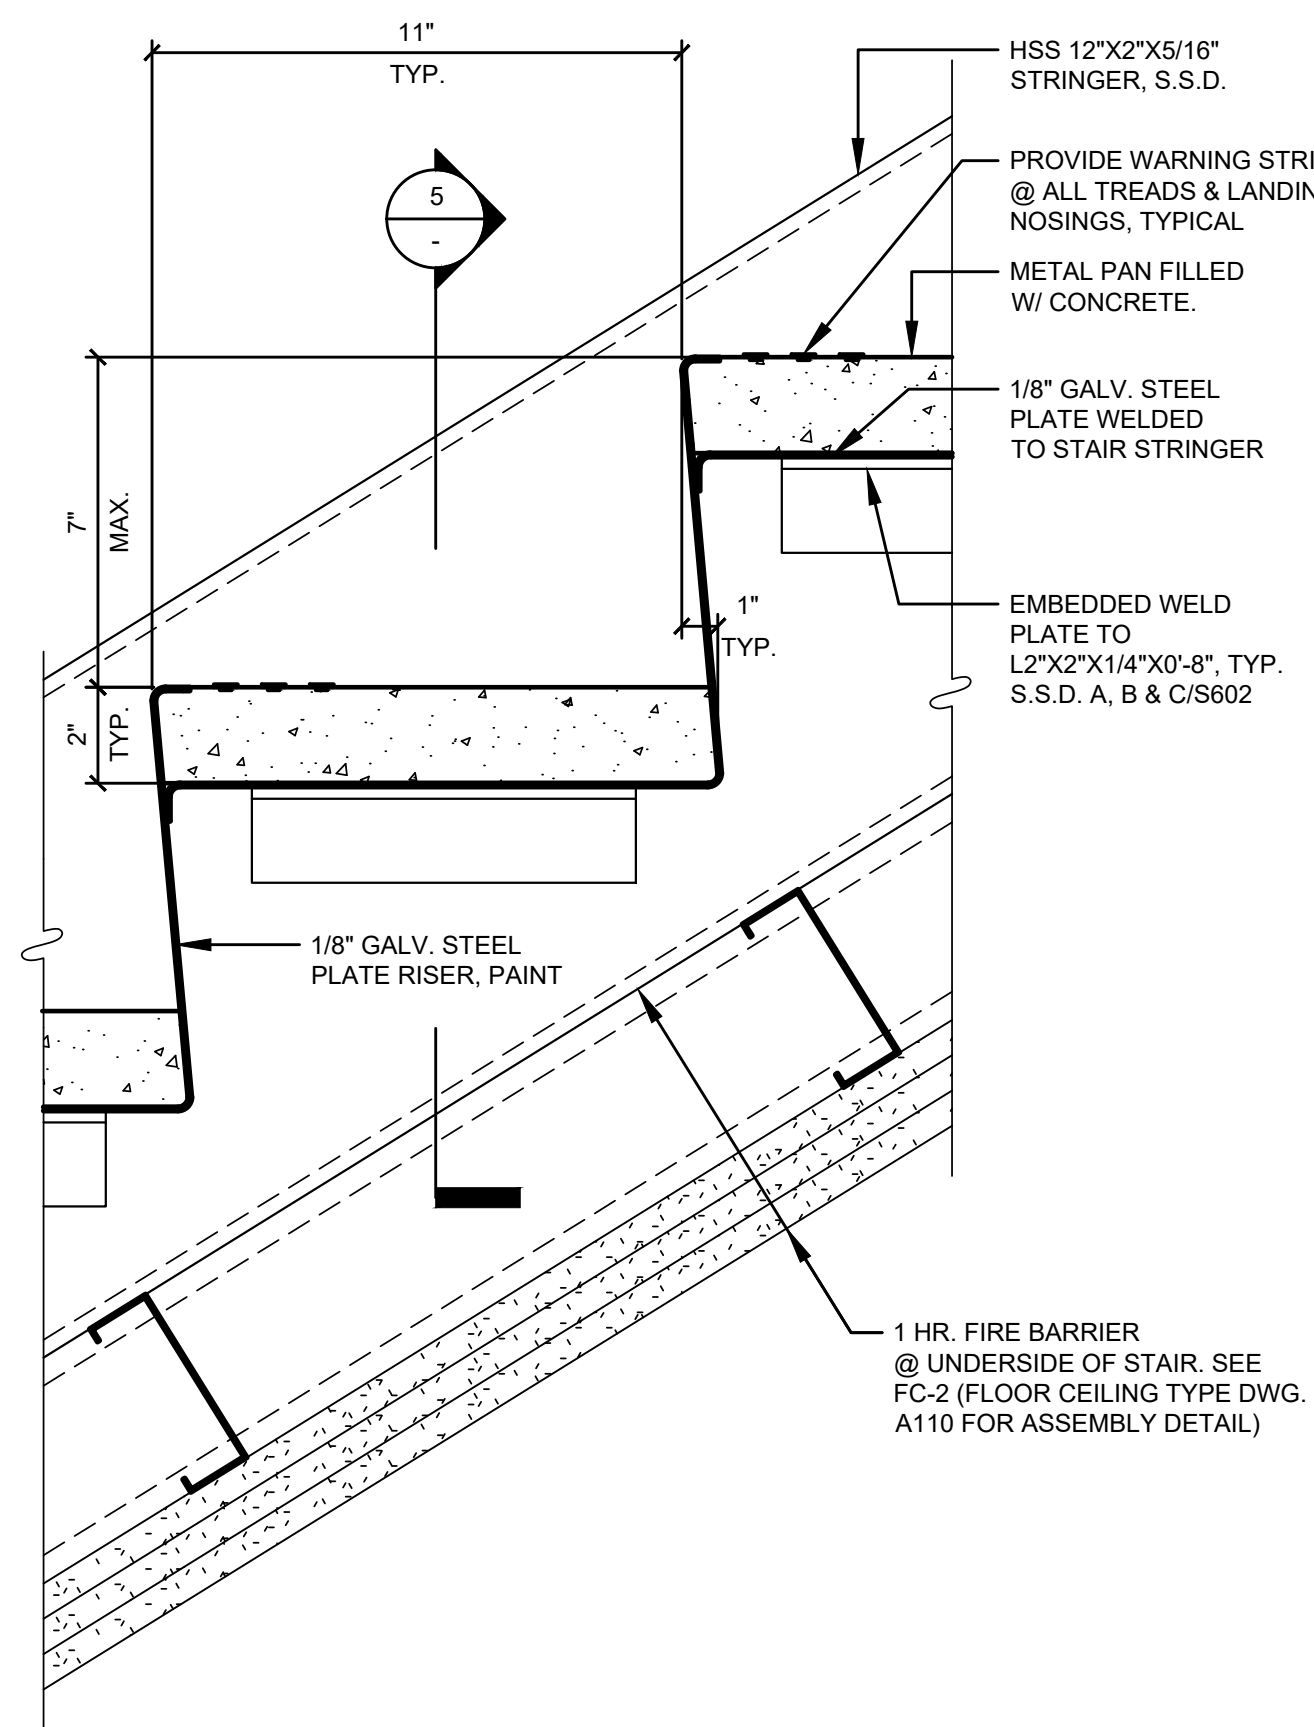 11"
TYP.
HSS 12"X2"X5/16"
STRINGER, S.S.D.
5
-
PROVIDE WARNING
@ ALL TREADS &
NOSINGS, TYPICAL
METAL PAN FILLED
W/ CONCRETE.
1/8" GALV. STEEL
PLATE WELDED
TO STAIR STRINGER
7"
MAX.
1"
TYP.
EMBEDDED WELD
PLATE TO
L2"X2"X1/4"X0'-8", TYP.
S.S.D. A, B & C/S602
2"
TYP.
1/8" GALV. STEEL
PLATE RISER, PAINT
1 HR. FIRE BARRIER
@ UNDERSIDE OF STAIR. SEE
FC-2 (FLOOR CEILING TYPE DWG.
A110 FOR ASSEMBLY DETAIL)